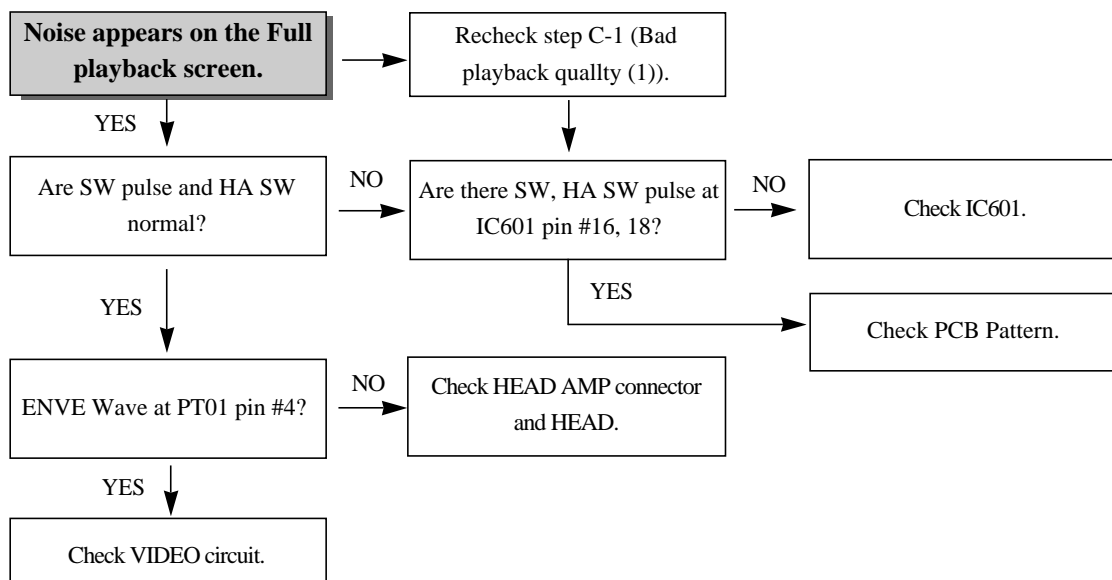 Noise appears on the Full
playback screen.
Recheck step C-1 (Bad
playback quallty (1)).
YES
Are SW pulse and HA SW
normal?
NO
Are there SW, HA SW pulse at
IC601 pin #16, 18?
NO
Check IC601.
YES
YES
Check PCB Pattern.
ENVE Wave at PT01 pin #4?
NO
Check HEAD AMP connector
and HEAD.
YES
Check VIDEO circuit.